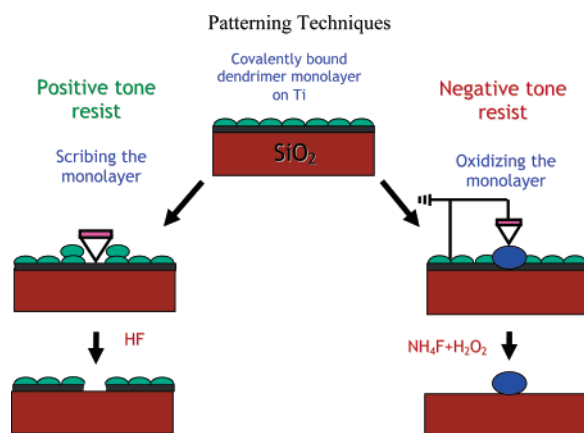 Patterning Techniques
Covalently bound
dendrimer monolayer
on Ti
Positive tone
resist
Negative tone
resist
SiO₂
Scribing the
monolayer
Oxidizing the
monolayer
HF
NH₄F+H₂O₂